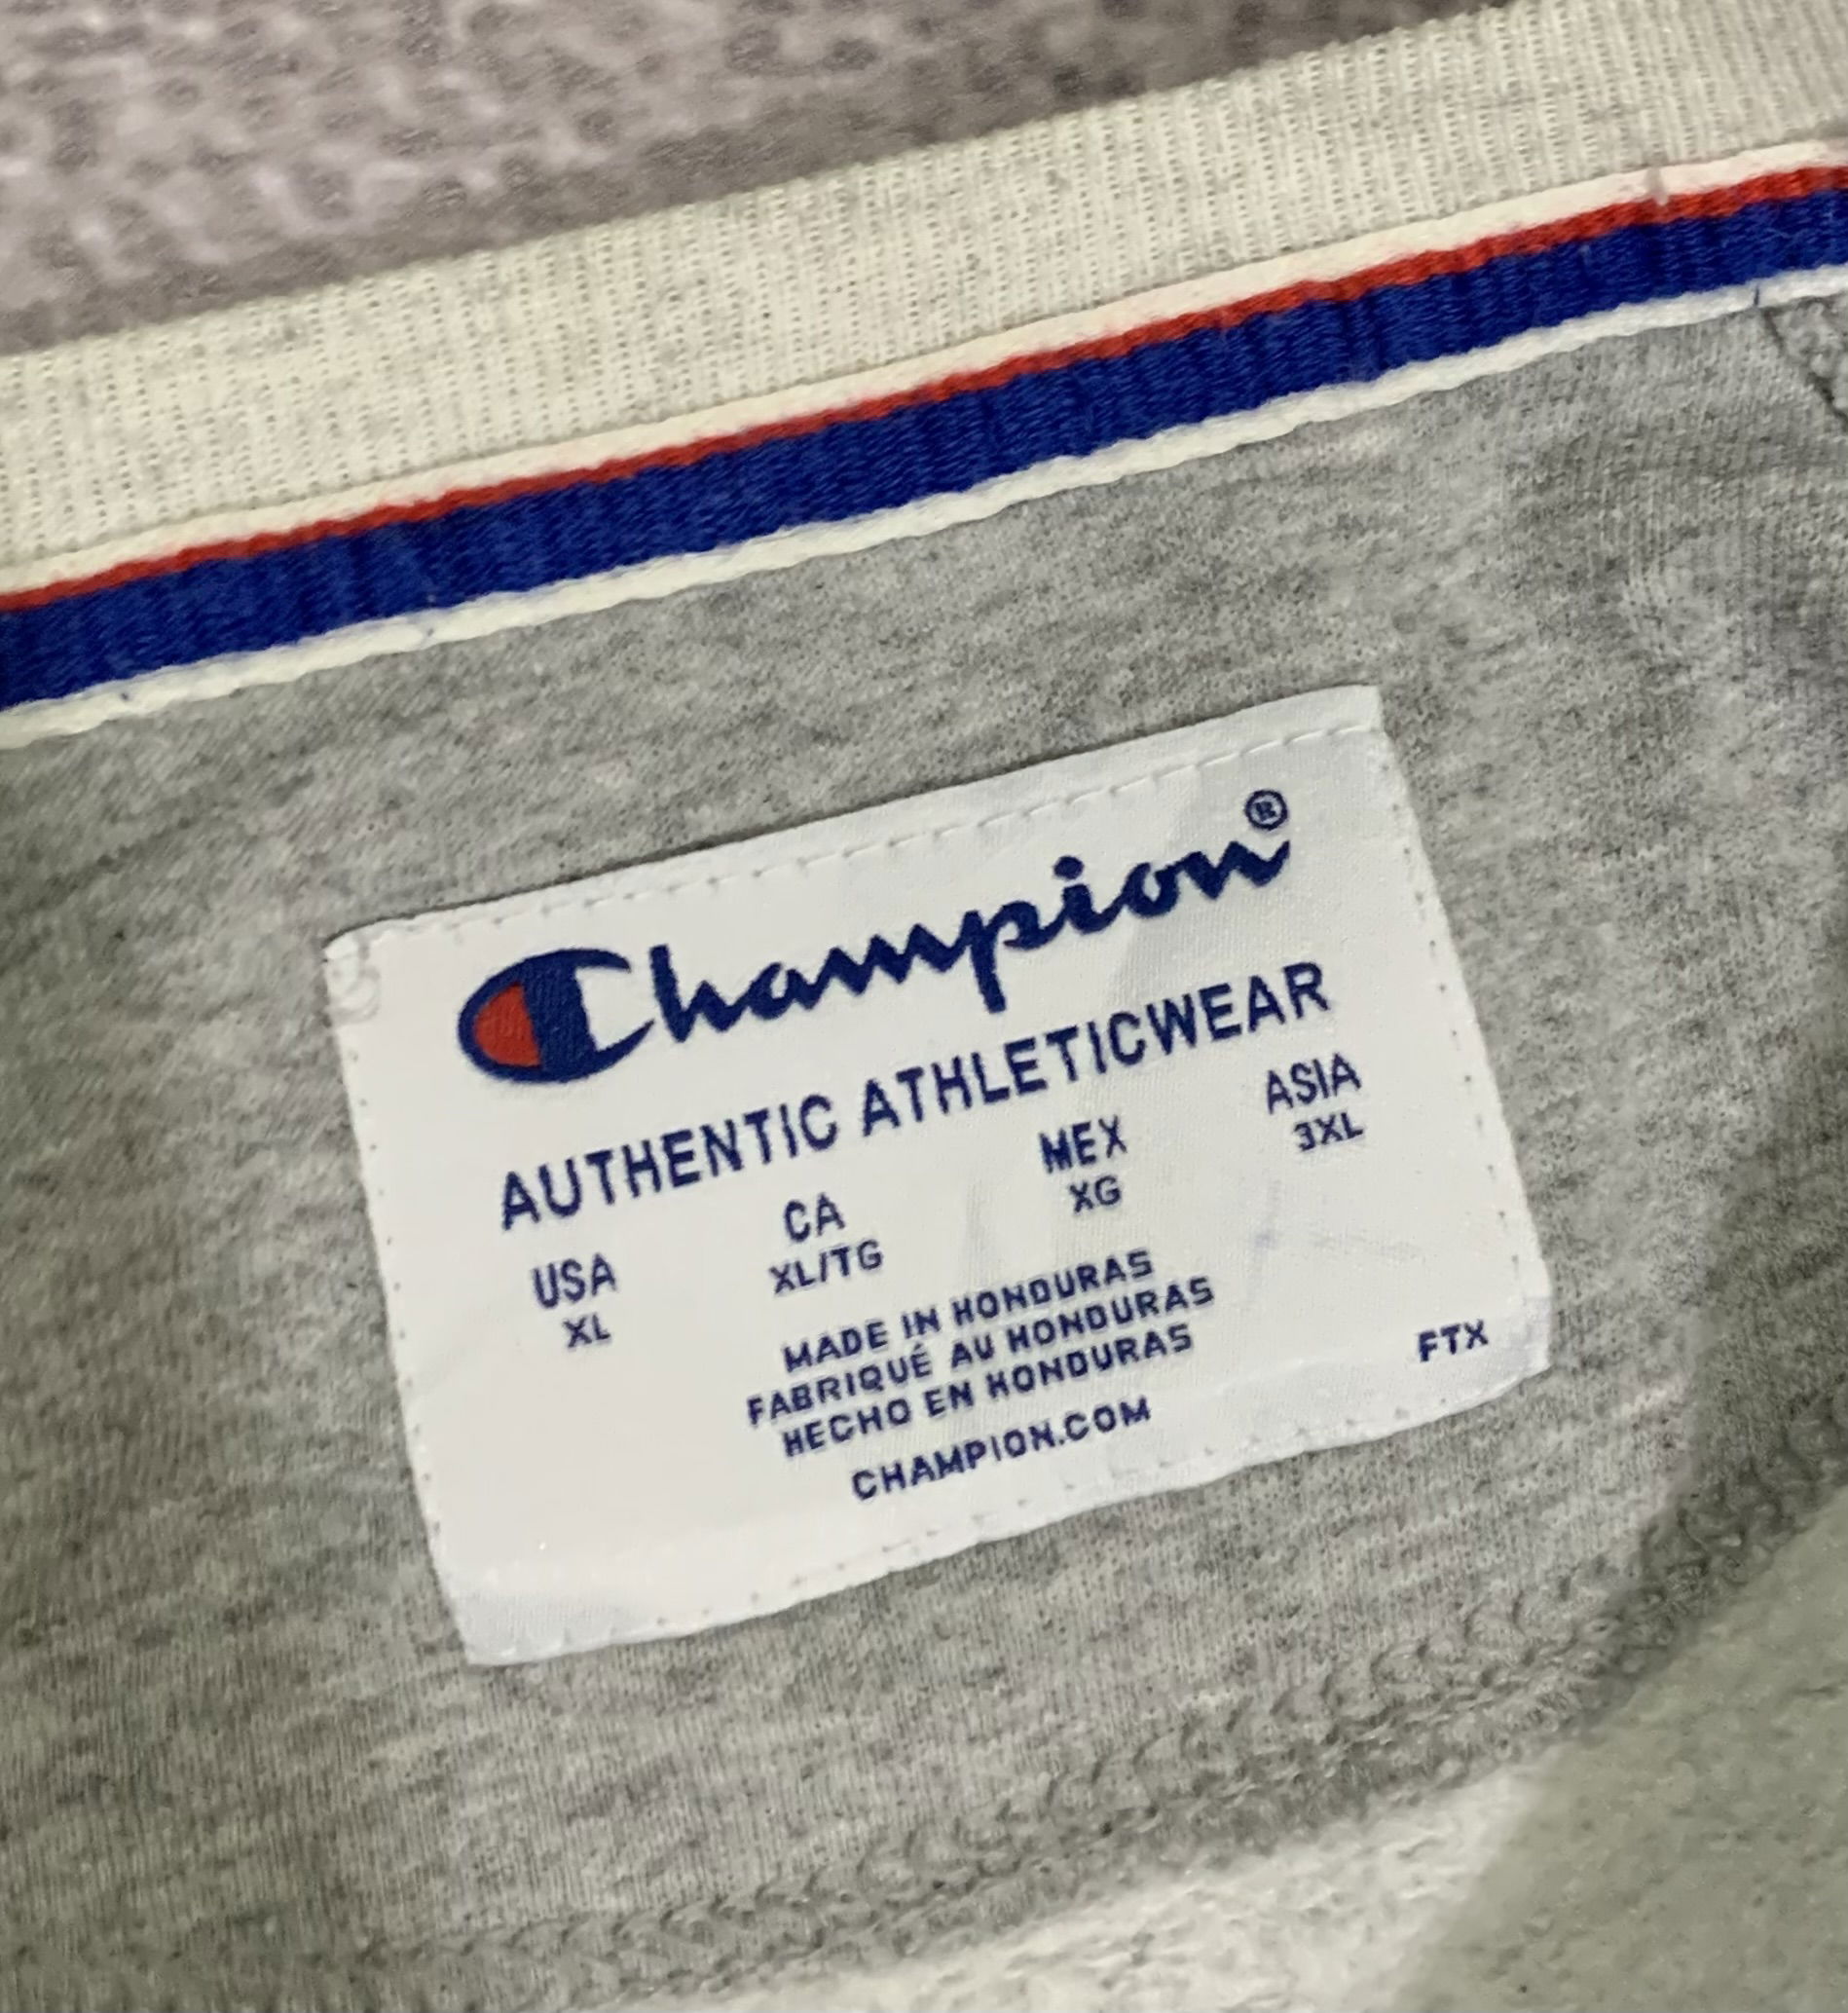 Champion®
AUTHENTIC ATHLETICWEAR
USA CA MEX ASIA
XL XL/TG XG 3XL
MADE IN HONDURAS
FABRIQUÉ AU HONDURAS
HECHO EN HONDURAS
FTX
CHAMPION.COM